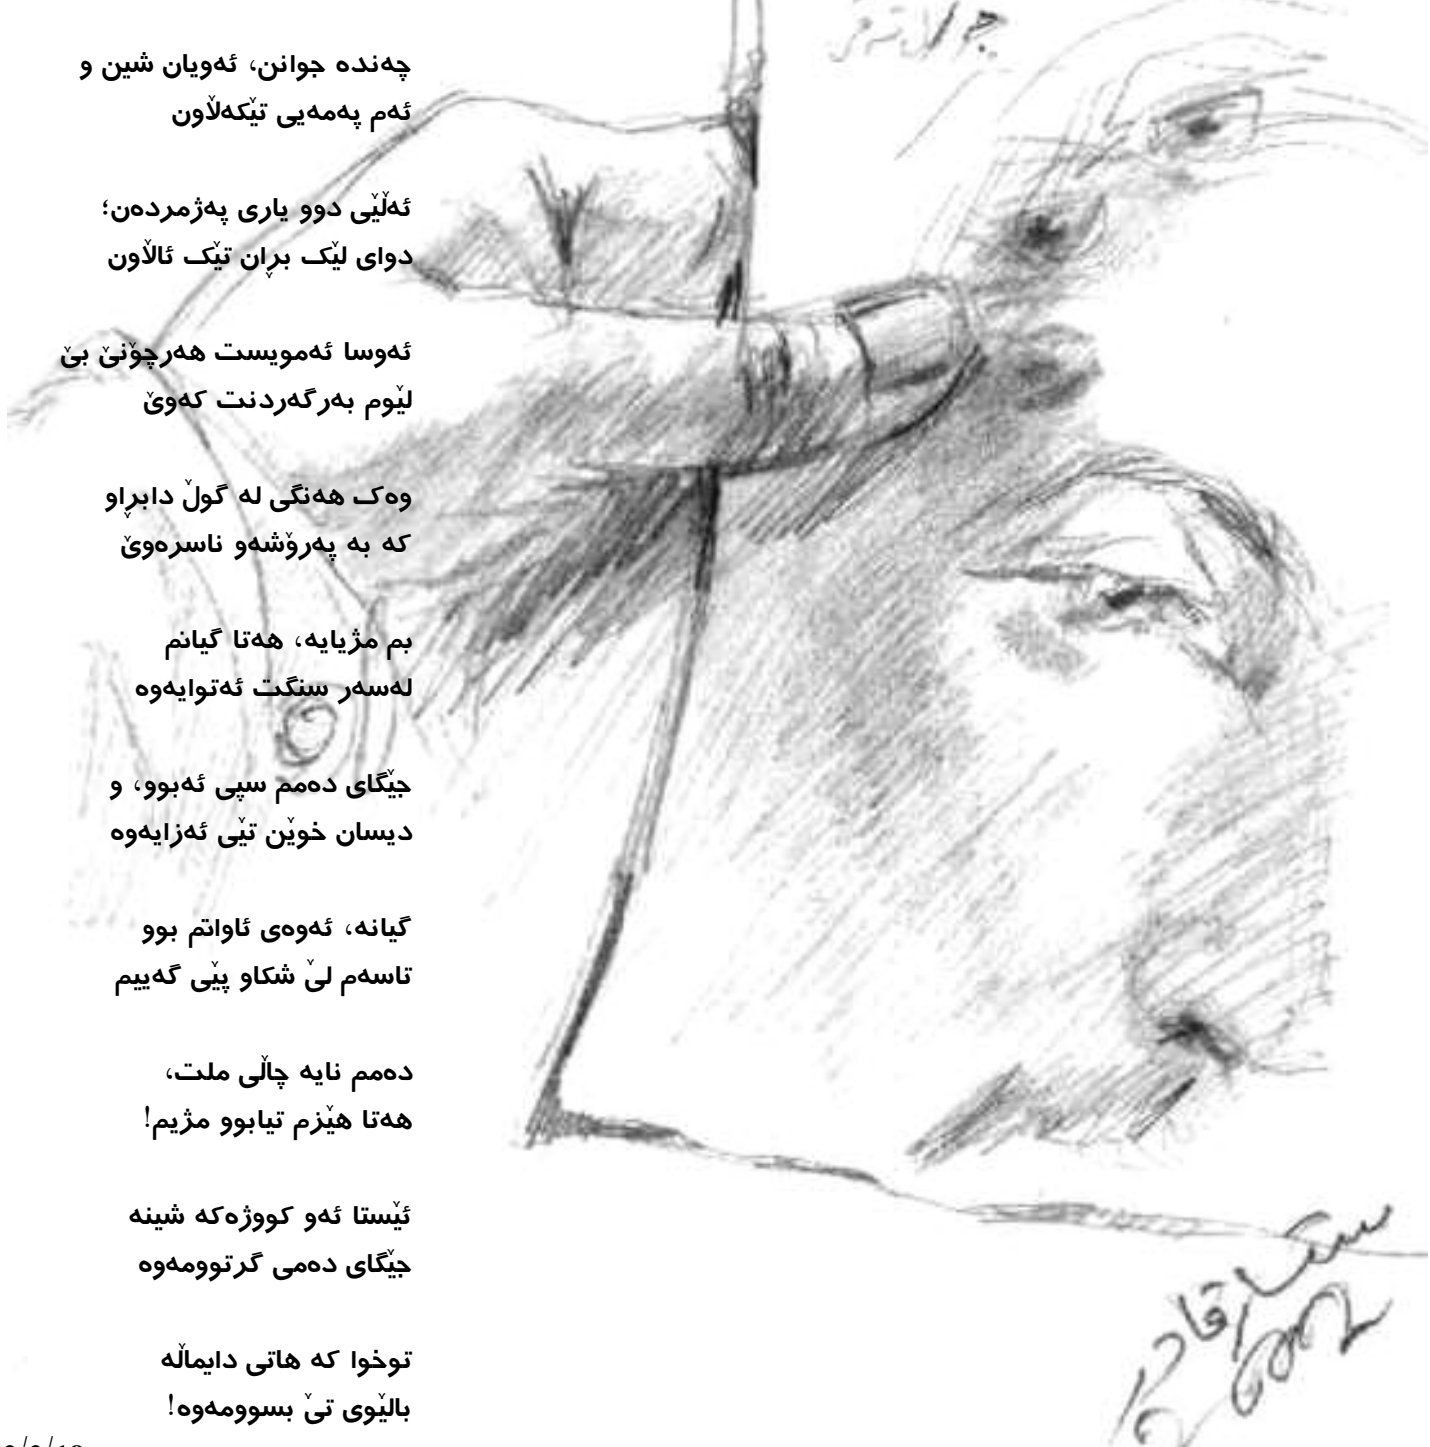 چەندە جوانن، ئەویان شین و
ئەم پەمەیی تێکەڵاون
ئەڵێی دوو یاری پەژمردەن؛
دوای لێک بڕان تێک ئاڵاون
ئەوسا ئەمویست هەرچۆنێ بێ
لێوم بەرگەردنت کەوێ
وەک هەنگی لە گوڵ دابڕاو
کە بە پەرۆشەو ناسرەوێ
بم مژیایە، هەتا گیانم
لەسەر سنگت ئەتوایەوە
جێگای دەمم سپی ئەبوو، و
دیسان خوێن تێی ئەزایەوە
گیانە، ئەوەی ئاواتم بوو
تاسەم لێ شکاو پێی گەییم
دەمم نایە چاڵی ملت،
هەتا هێزم تیابوو مژیم!
ئێستا ئەو کووژەکە شینە
جێگای دەمی گرتوومەوە
توخوا کە هاتی دایماڵە
بالێوی تێ بسوومەوە!